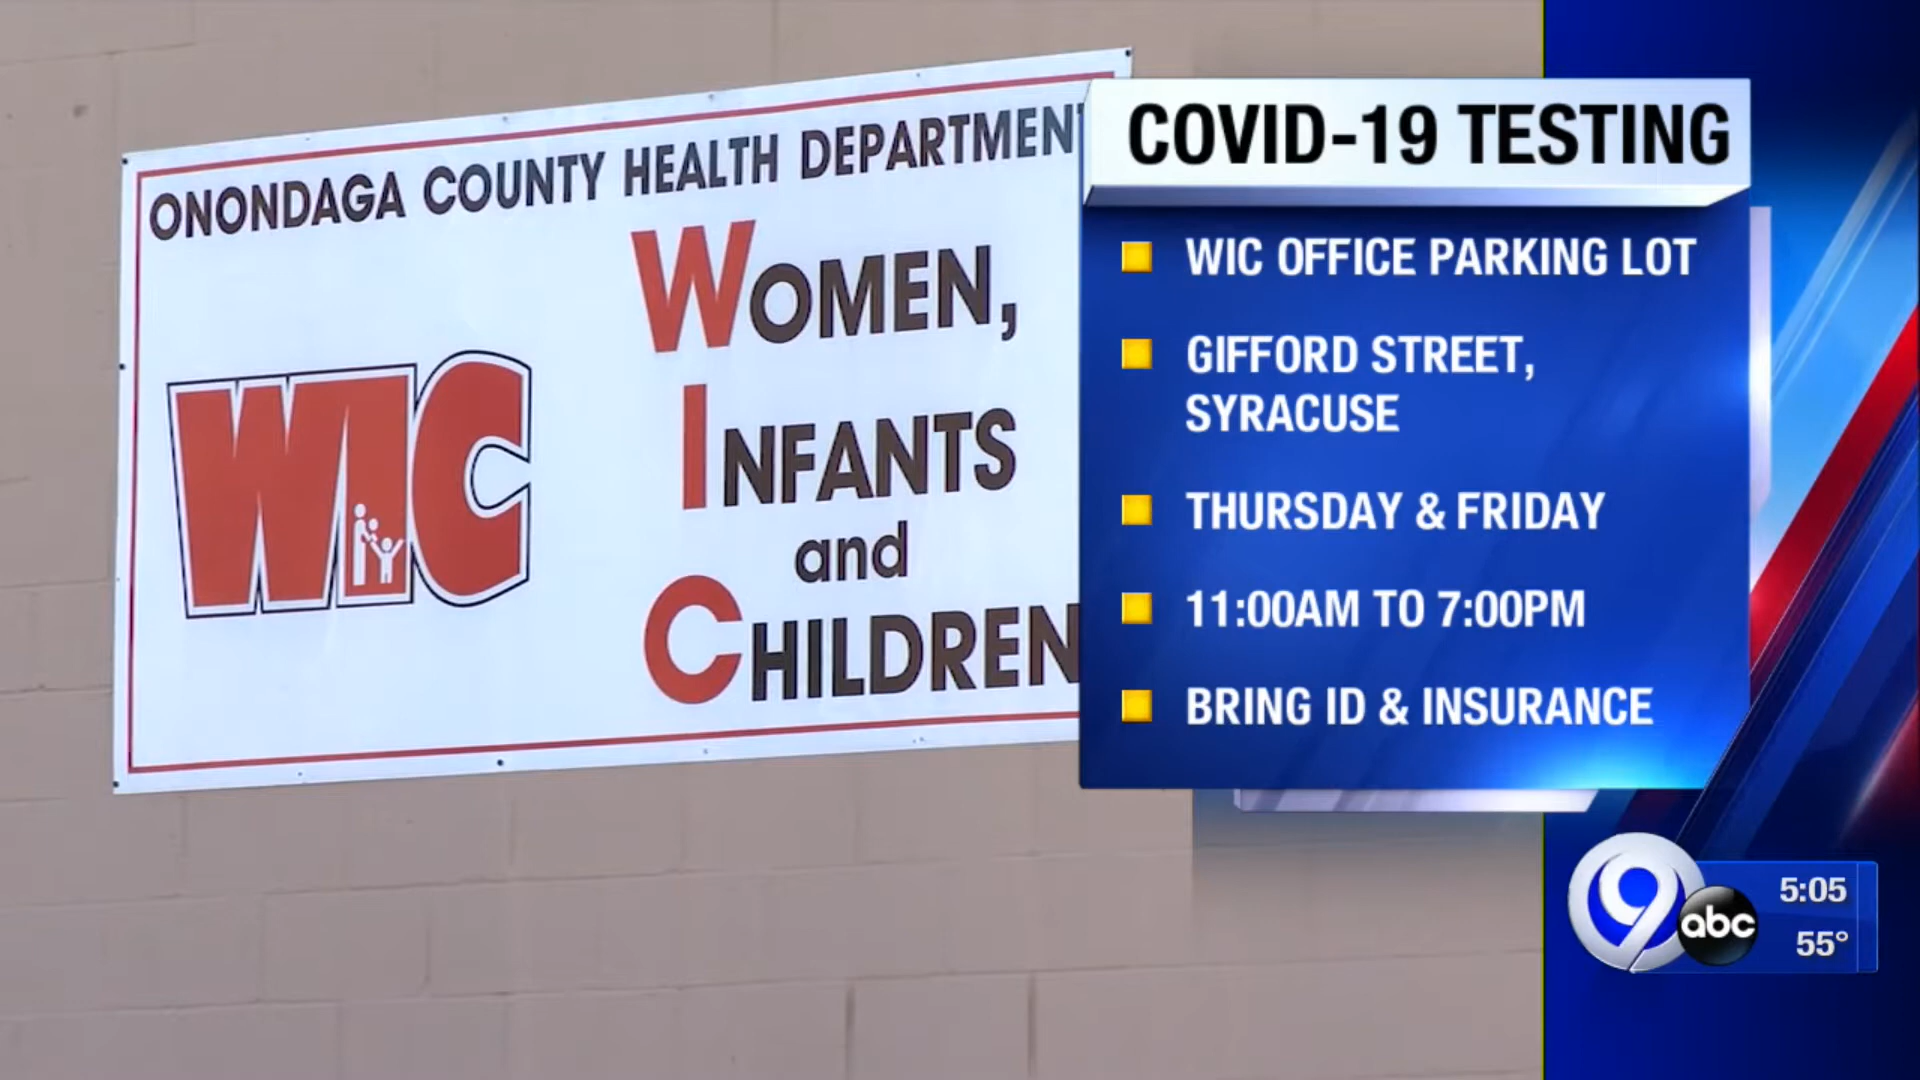 ONONDAGA COUNTY HEALTH DEPARTMENT
WIC
WOMEN,
INFANTS
and
CHILDREN
COVID-19 TESTING
WIC OFFICE PARKING LOT
GIFFORD STREET,
SYRACUSE
THURSDAY & FRIDAY
11:00AM TO 7:00PM
BRING ID & INSURANCE
9
abc
5:05
55°